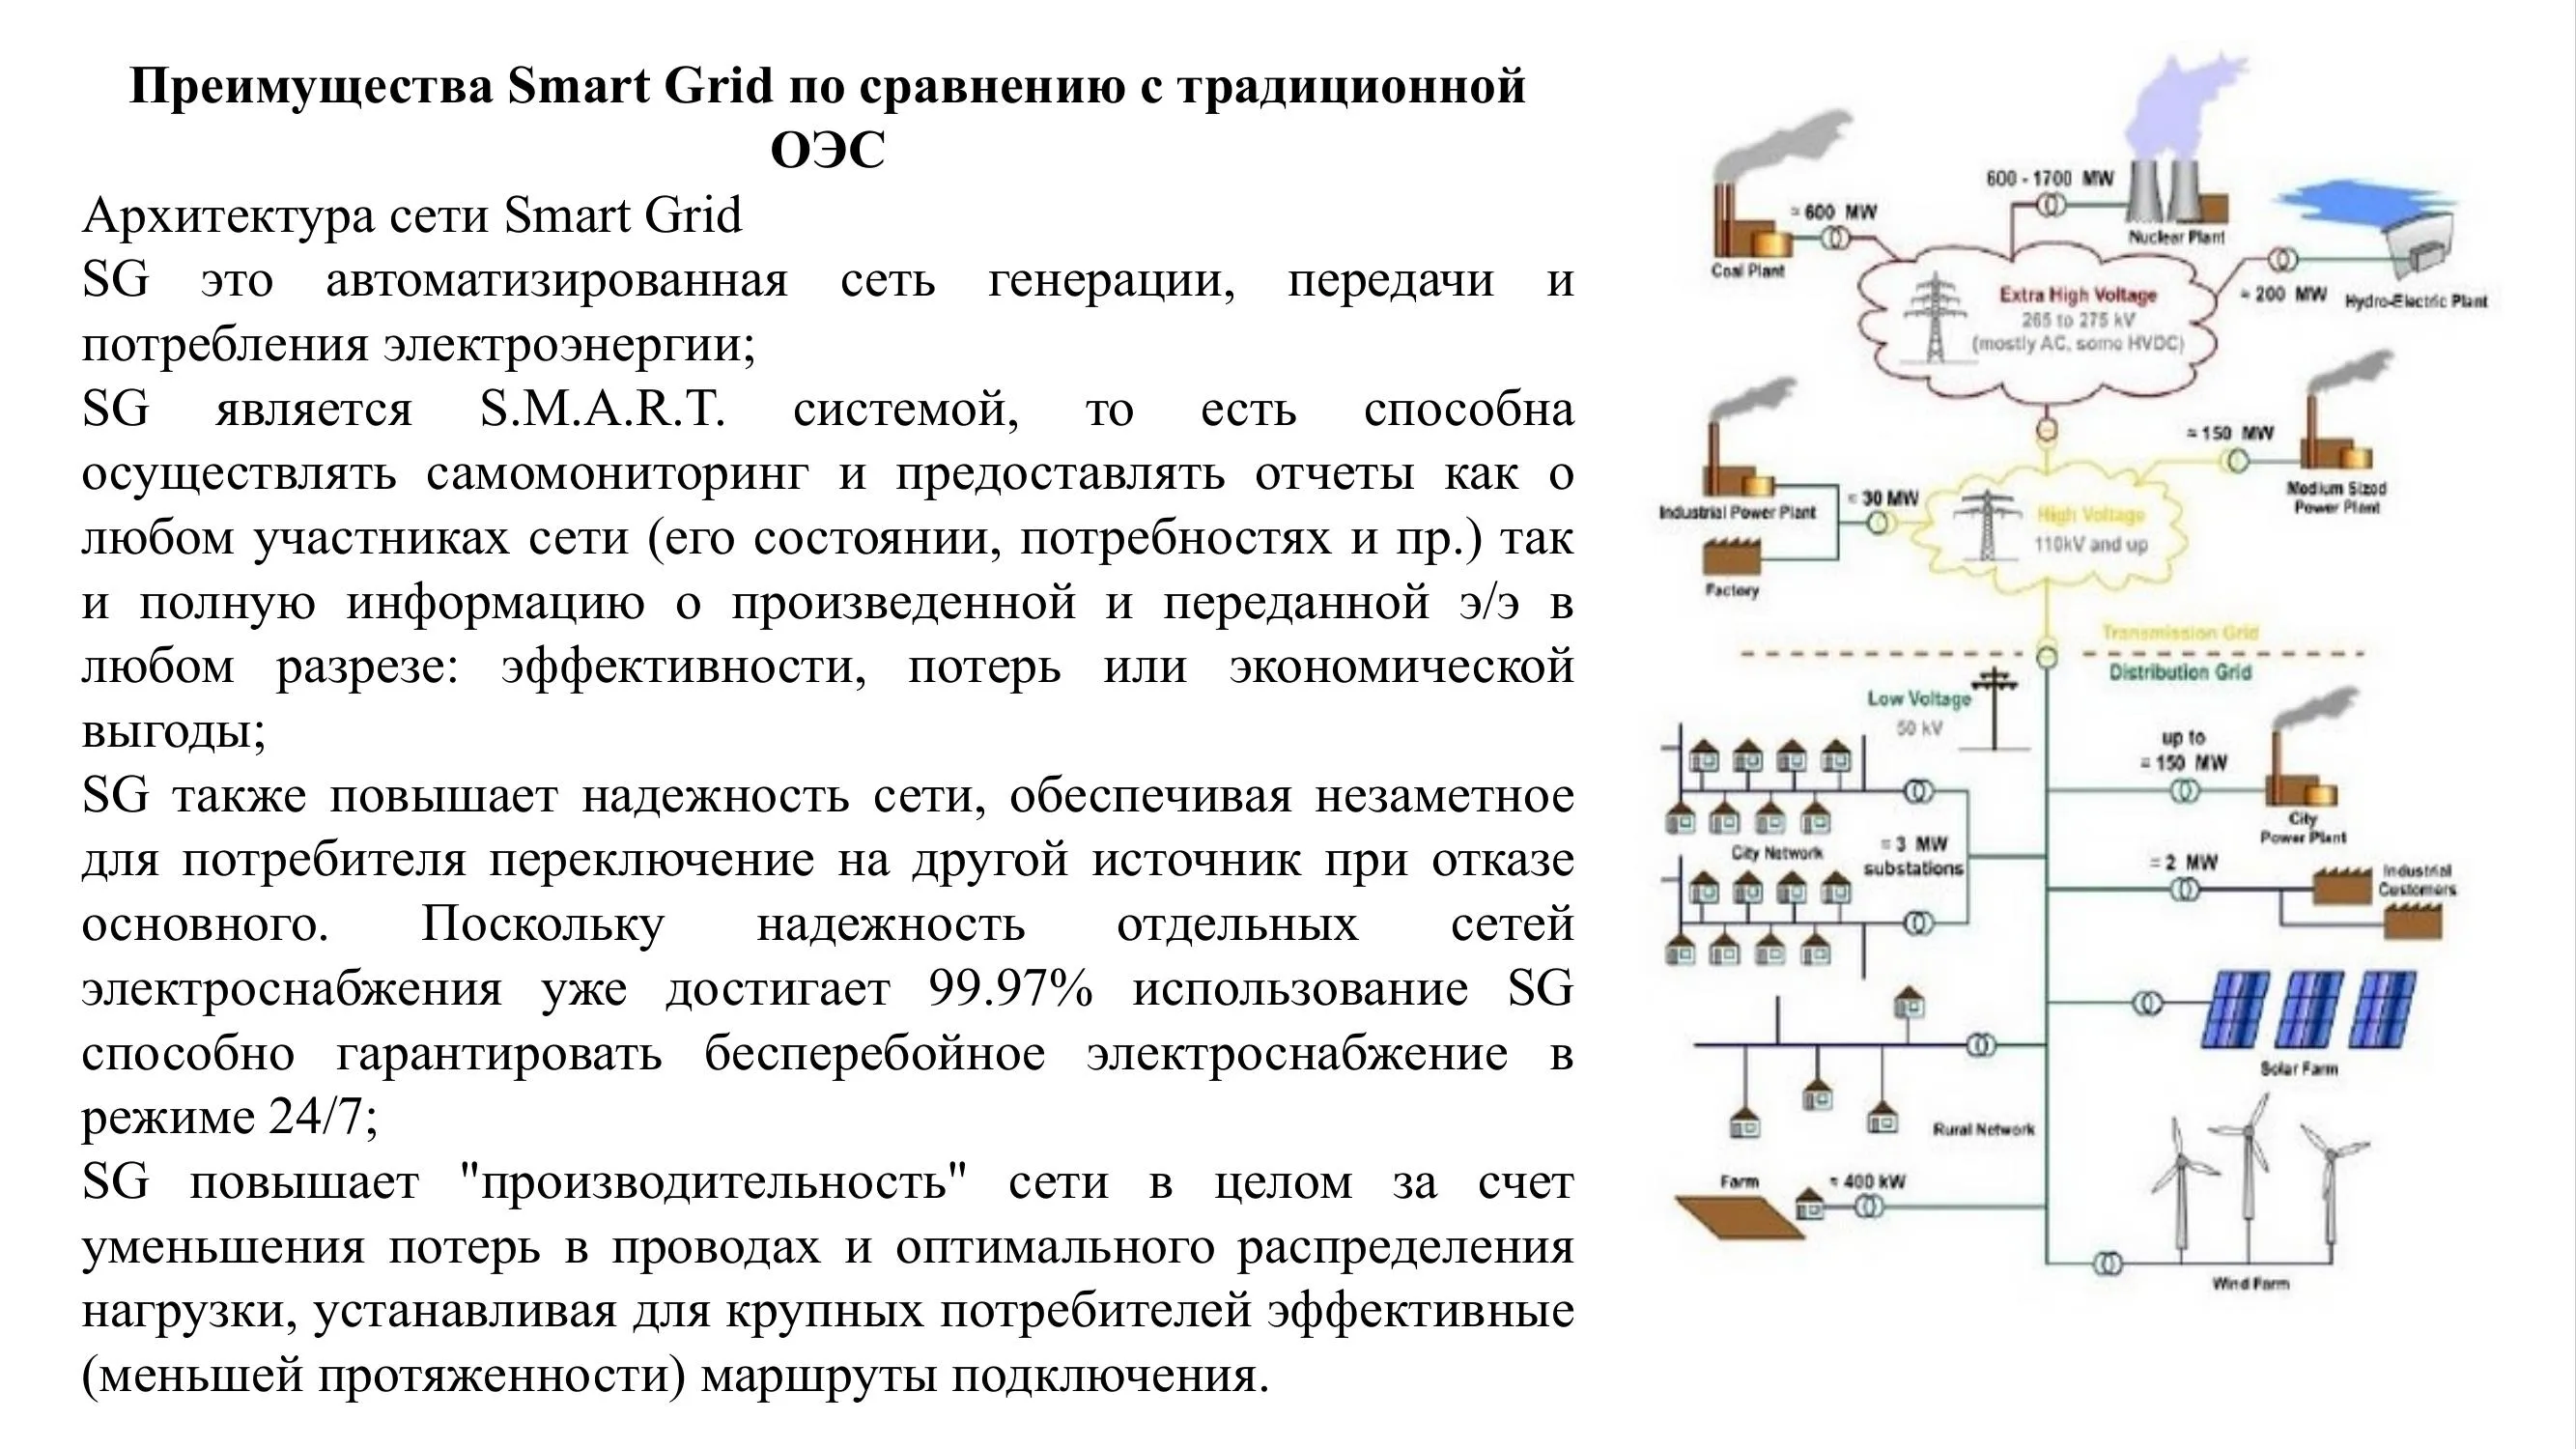 Преимущества Smart Grid по сравнению с традиционной
ОЭС
Архитектура сети Smart Grid
SG это автоматизированная сеть генерации, передачи и
потребления электроэнергии;
SG является S.M.A.R.T. системой, то есть способна
осуществлять самомониторинг и предоставлять отчеты как о
любом участниках сети (его состоянии, потребностях и пр.) так
и полную информацию о произведенной и переданной э/э в
любом разрезе: эффективности, потерь или экономической
выгоды;
SG также повышает надежность сети, обеспечивая незаметное
для потребителя переключение на другой источник при отказе
основного. Поскольку надежность отдельных сетей
электроснабжения уже достигает 99.97% использование SG
способно гарантировать бесперебойное электроснабжение в
режиме 24/7;
SG повышает "производительность" сети в целом за счет
уменьшения потерь в проводах и оптимального распределения
нагрузки, устанавливая для крупных потребителей эффективные
(меньшей протяженности) маршруты подключения.
600 - 1700 MW
≈ 600 MW
Nuclear Plant
Coal Plant
≈ 200 MW
Hydro-Electric Plant
Extra High Voltage
265 to 275 kV
(mostly AC, some HVDC)
≈ 150 MW
Medium Sized
Power Plant
≈ 30 MW
Industrial Power Plant
High Voltage
110kV and up
Factory
Transmission Grid
Distribution Grid
Low Voltage
50 kV
up to
≈ 150 MW
City
Power Plant
City Network
≈ 3 MW
substations
≈ 2 MW
Industrial
Customers
Solar Farm
Rural Network
Farm
≈ 400 kW
Wind Farm